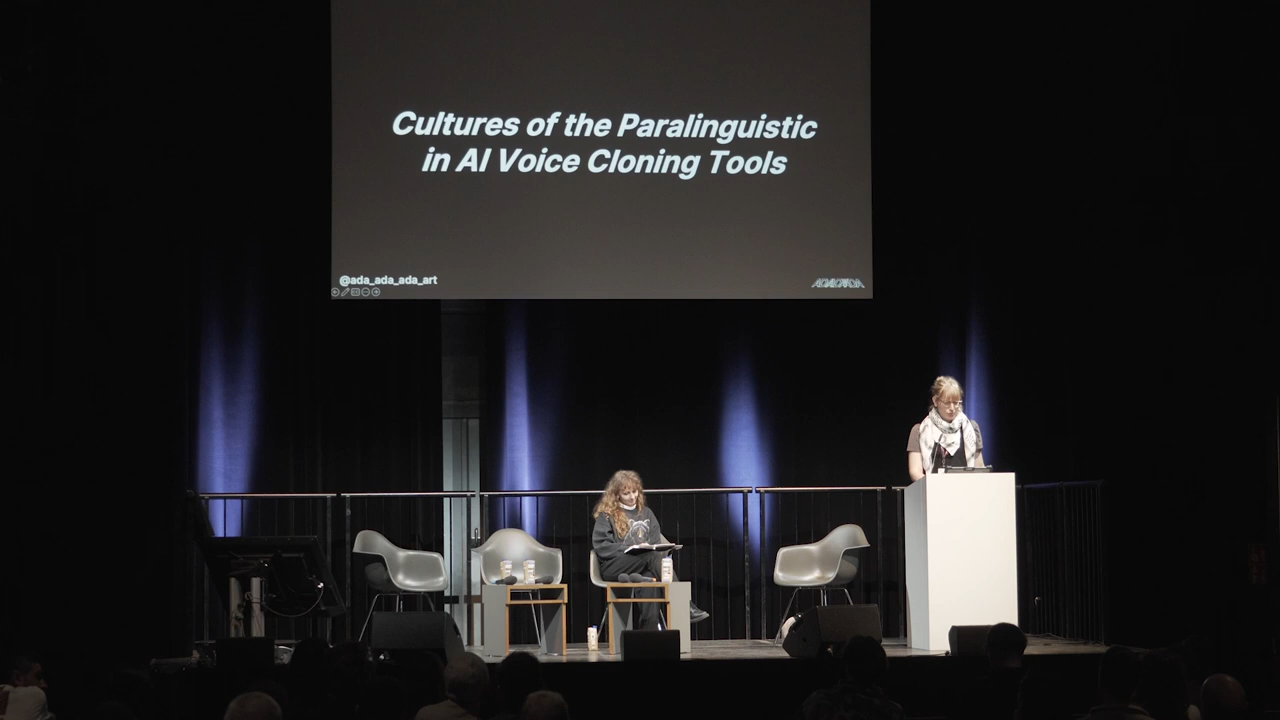 Cultures of the Paralinguistic
in AI Voice Cloning Tools
@ada_ada_ada_art